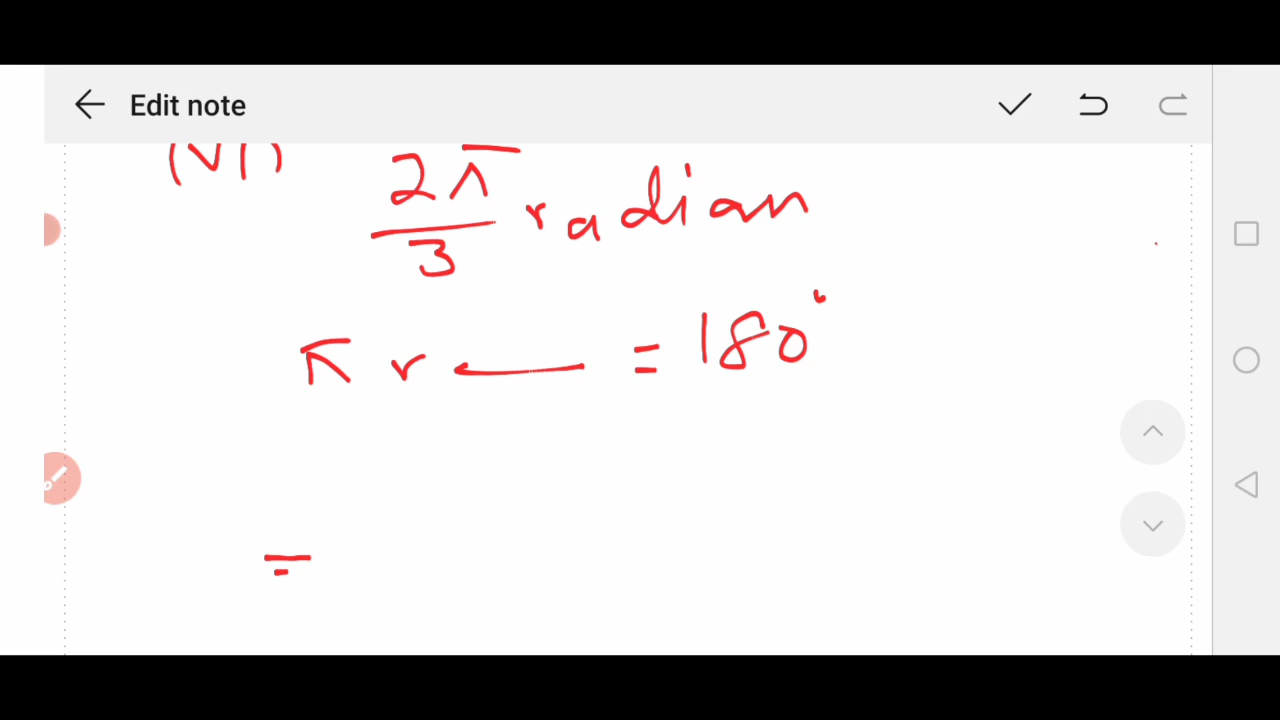 Edit note
(VI) 2π/3 radian
π r = 180°
=